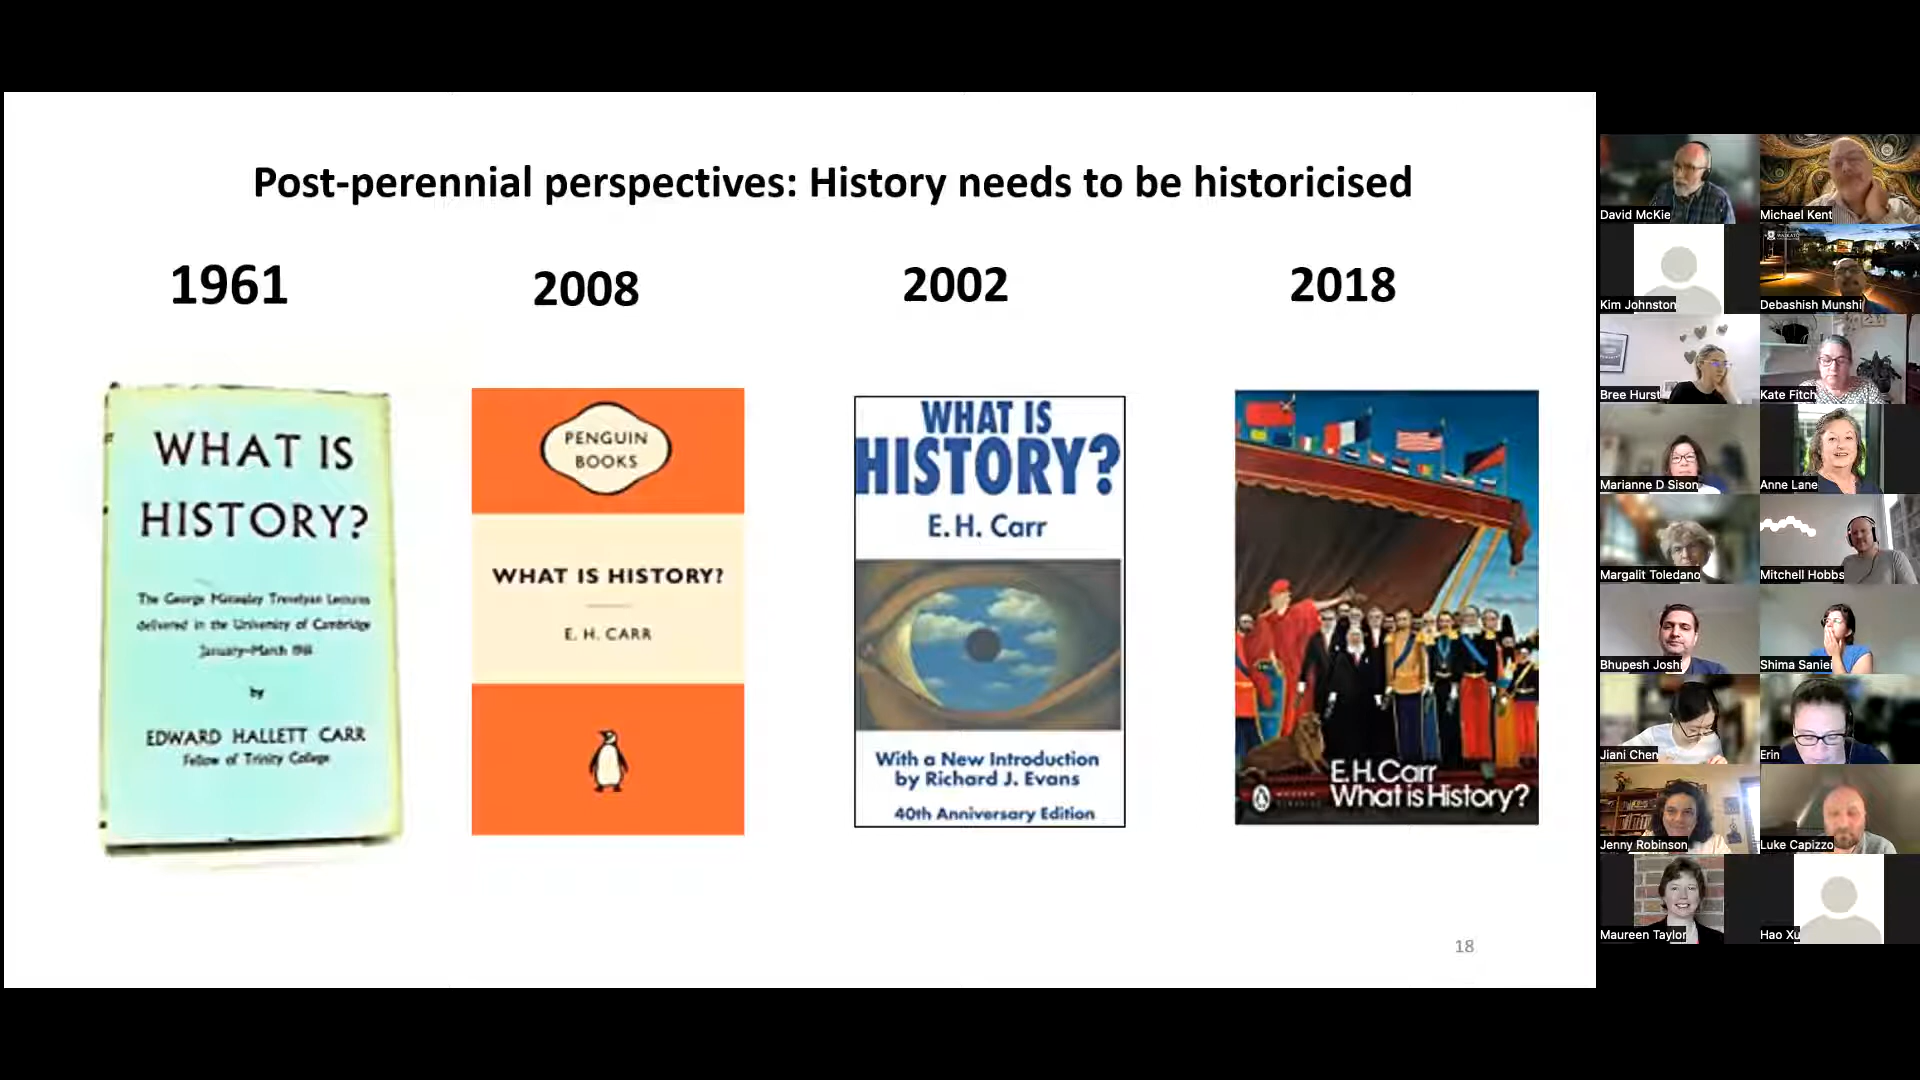 Post-perennial perspectives: History needs to be historicised
1961
2008
2002
2018
WHAT IS
HISTORY?
The George Macaulay Trevelyan Lectures
delivered in the University of Cambridge
January–March 1961
by
EDWARD HALLETT CARR
Fellow of Trinity College
PENGUIN
BOOKS
WHAT IS HISTORY?
E. H. CARR
WHAT IS
HISTORY?
E. H. Carr
With a New Introduction
by Richard J. Evans
40th Anniversary Edition
E.H.Carr
What is History?
18
David McKie
Michael Kent
Kim Johnston
Debashish Munshi
Bree Hurst
Kate Fitch
Marianne D Sison
Anne Lane
Margalit Toledano
Mitchell Hobbs
Bhupesh Joshi
Shima Saniei
Jiani Chen
Erin
Jenny Robinson
Luke Capizzo
Maureen Taylor
Hao Xu